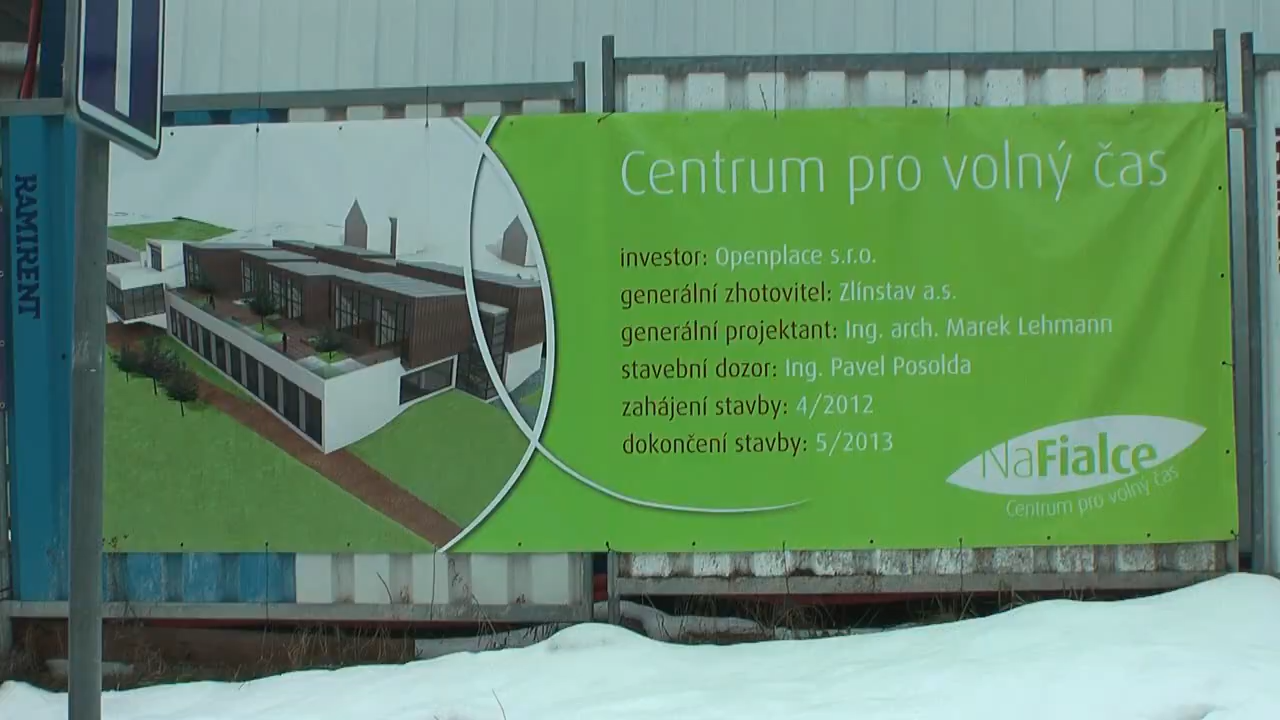 RAMIRENT
Centrum pro volný čas
investor: Openplace s.r.o.
generální zhotovitel: Zlínstav a.s.
generální projektant: Ing. arch. Marek Lehmann
stavební dozor: Ing. Pavel Posolda
zahájení stavby: 4/2012
dokončení stavby: 5/2013
NaFialce
Centrum pro volný čas